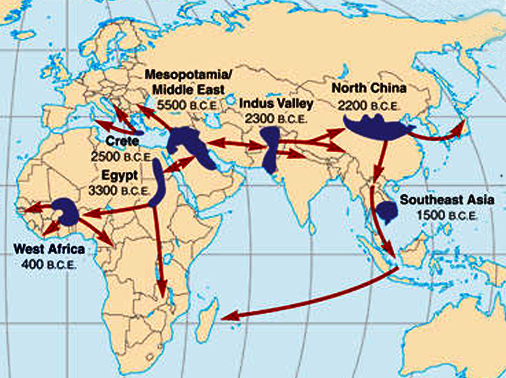 Mesopotamia/
Middle East
5500 B.C.E.
Indus Valley
2300 B.C.E.
North China
2200 B.C.E.
Crete
2500 B.C.E.
Egypt
3300 B.C.E.
Southeast Asia
1500 B.C.E.
West Africa
400 B.C.E.